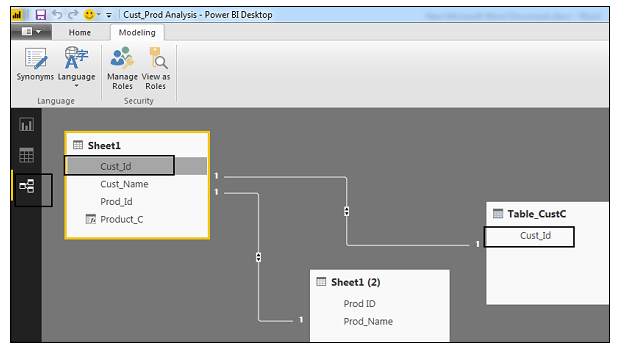 Cust_Prod Analysis - Power BI Desktop
Home Modeling
Synonyms Language Manage Roles View as Roles
Language Security
Sheet1
Cust_Id
Cust_Name
Prod_Id
Product_C
1
1
Table_CustC
Cust_Id
1
Sheet1 (2)
Prod ID
Prod_Name
1